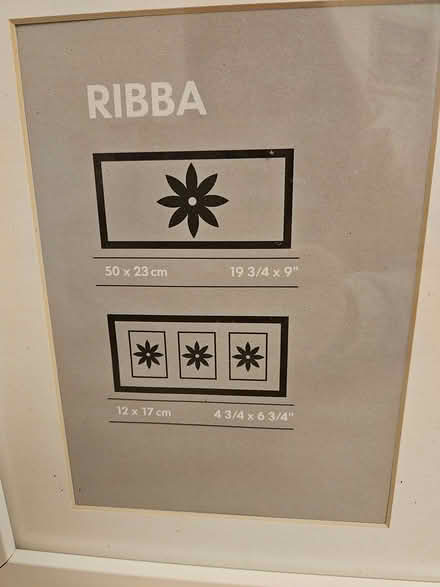 RIBBA
50 x 23 cm 19 3/4 x 9"
12 x 17 cm 4 3/4 x 6 3/4"